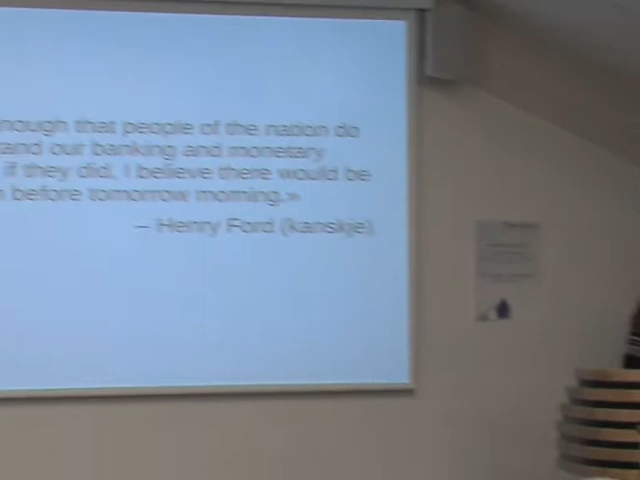 nough that people of the nation do
and our banking and monetary
if they did, I believe there would be
before tomorrow morning.»
– Henry Ford (kanskje)